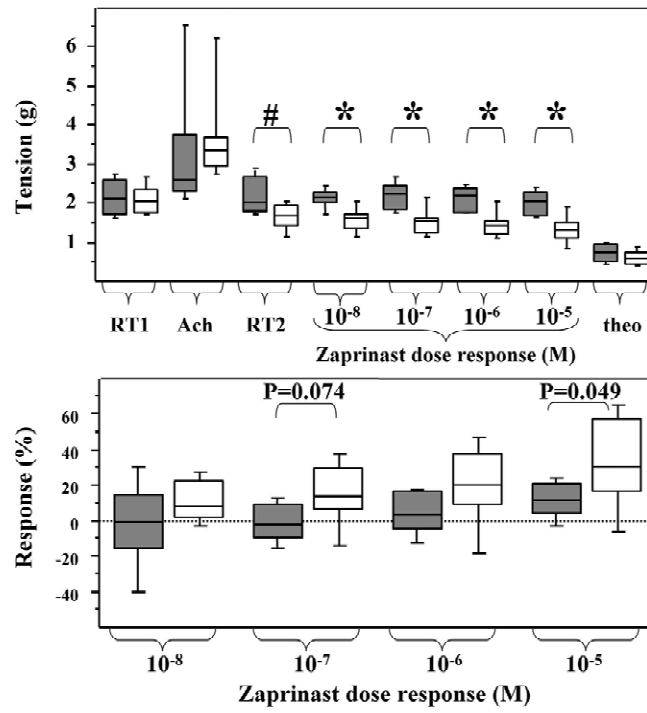 Tension (g)
6
5
4
3
2
1
# * * * *
RT1 Ach RT2 10⁻⁸ 10⁻⁷ 10⁻⁶ 10⁻⁵ theo
Zaprinast dose response (M)
Response (%)
P=0.074 P=0.049
60
40
20
0
-20
-40
10⁻⁸ 10⁻⁷ 10⁻⁶ 10⁻⁵
Zaprinast dose response (M)